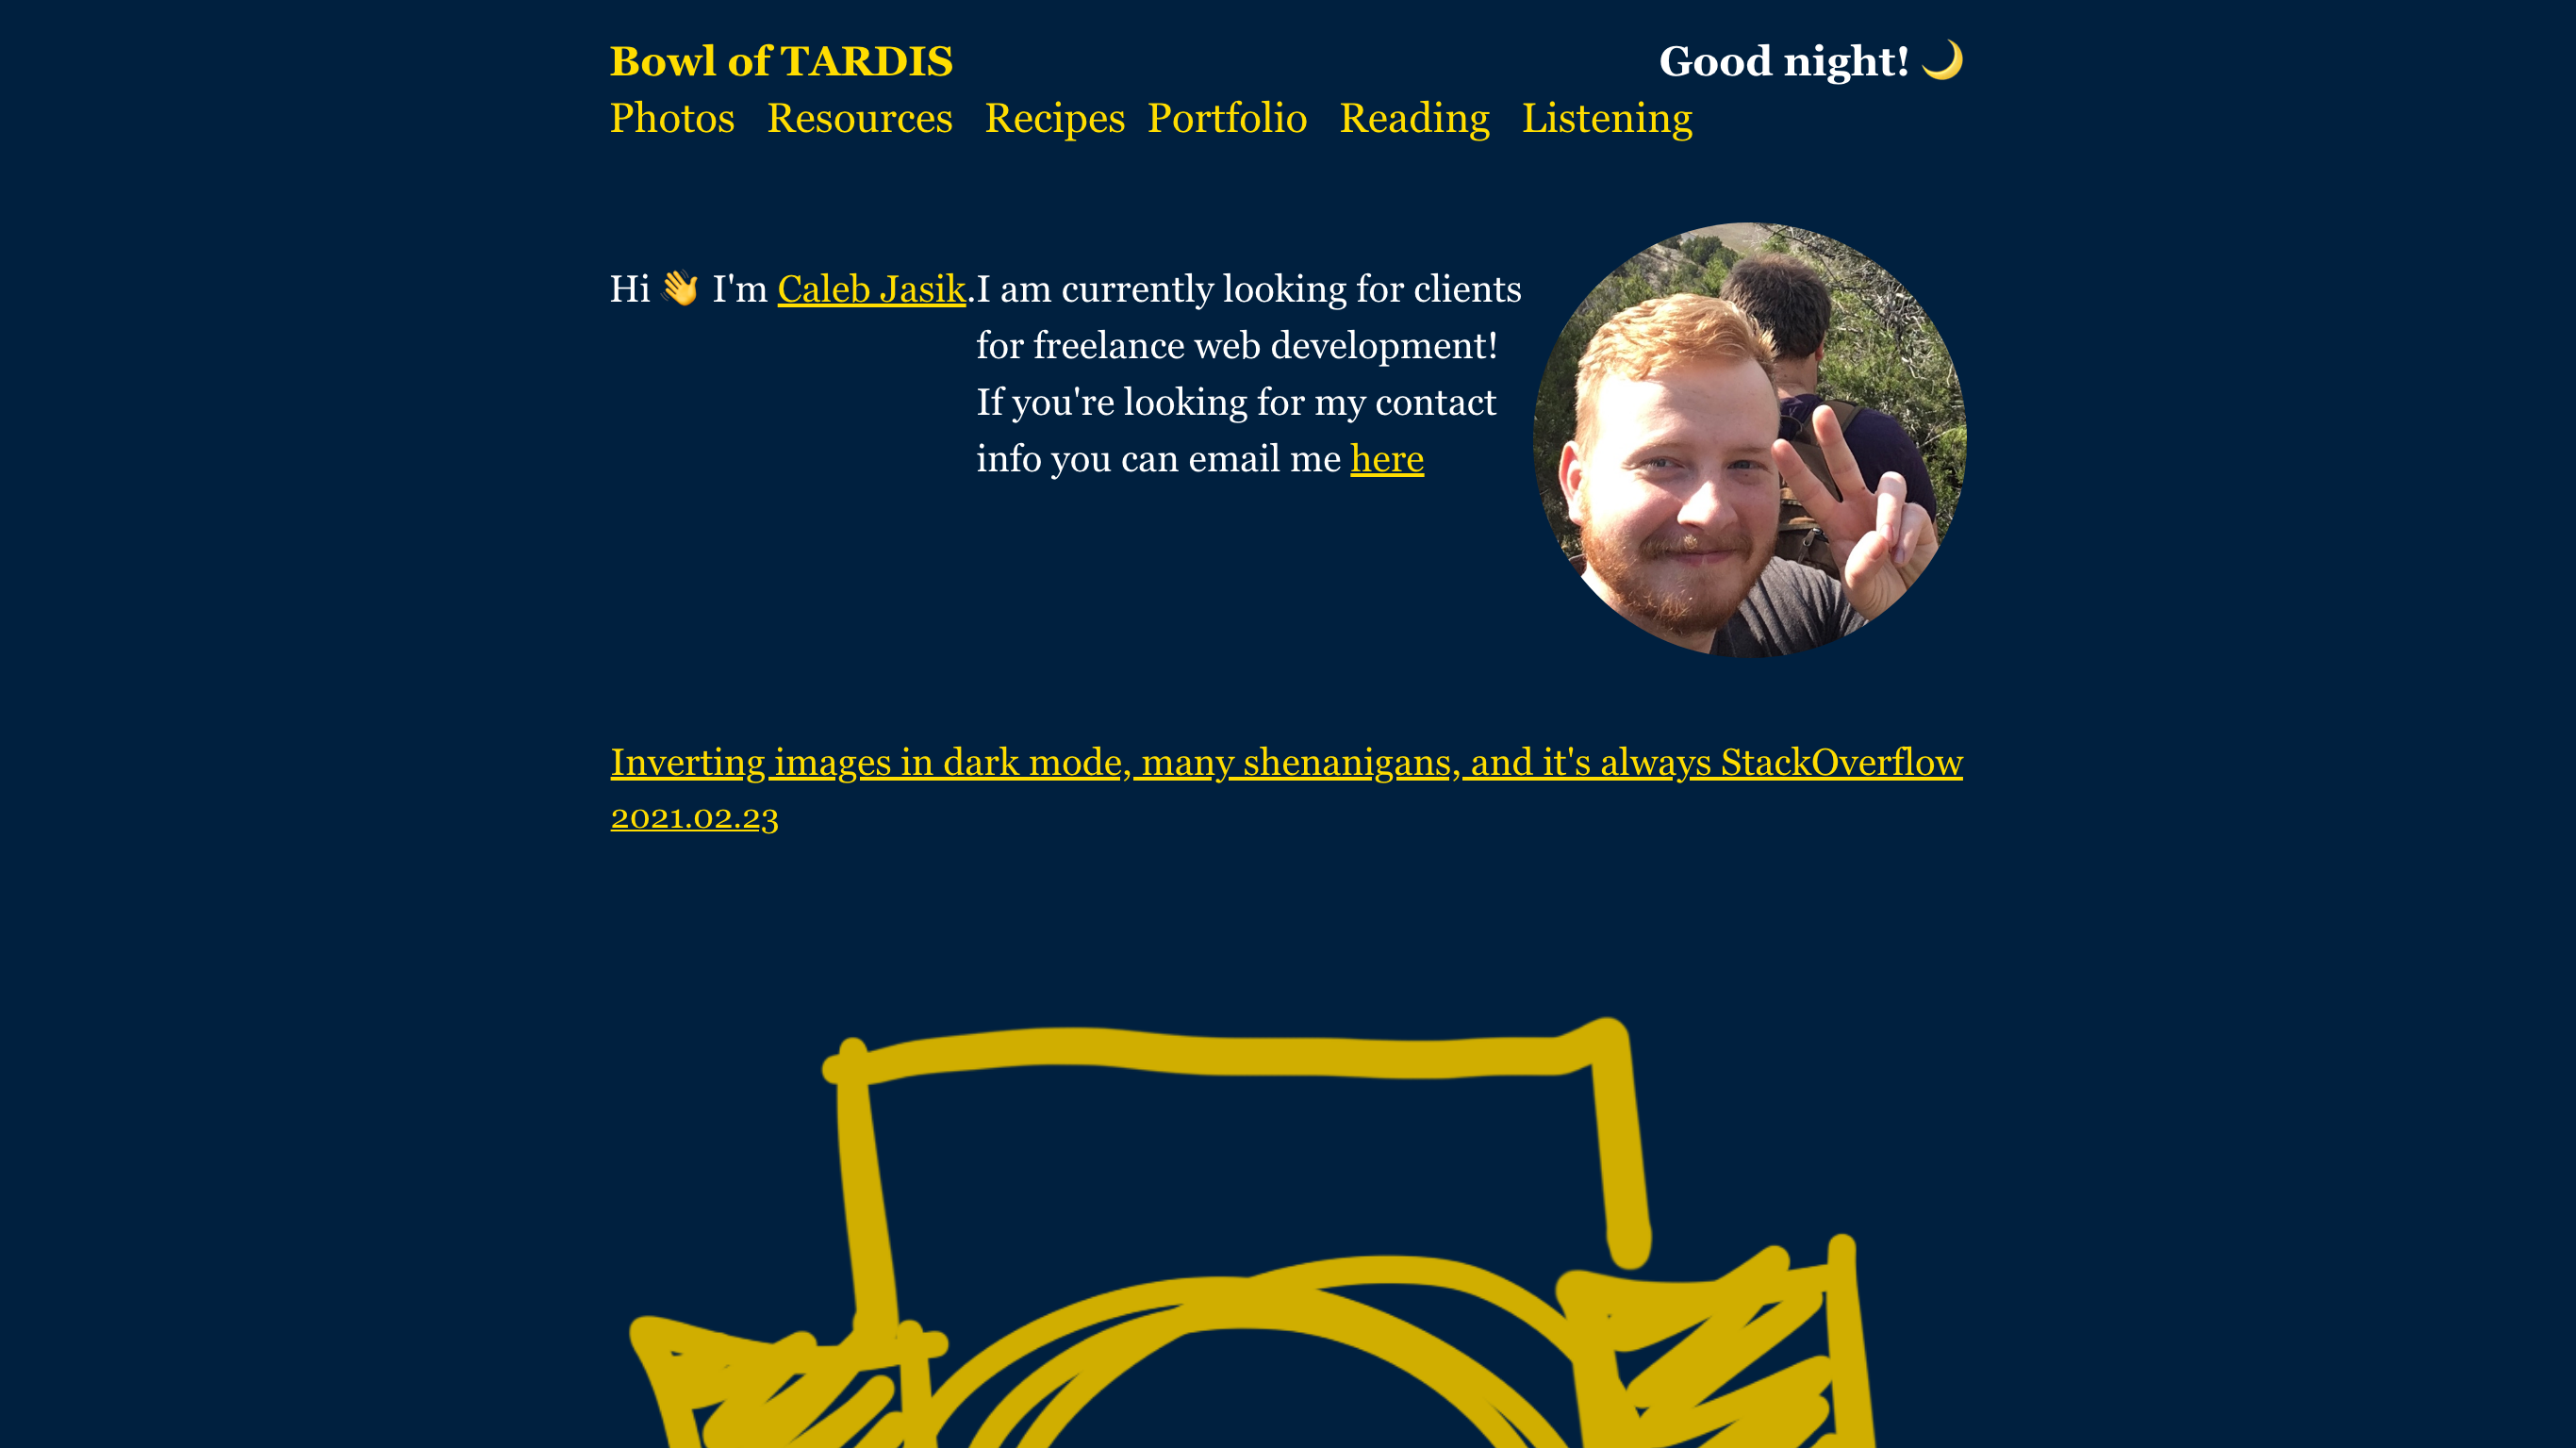 Bowl of TARDIS
Good night! 🌙
Photos Resources Recipes Portfolio Reading Listening
Hi 👋 I'm Caleb Jasik.
I am currently looking for clients
for freelance web development!
If you're looking for my contact
info you can email me here
Inverting images in dark mode, many shenanigans, and it's always StackOverflow
2021.02.23